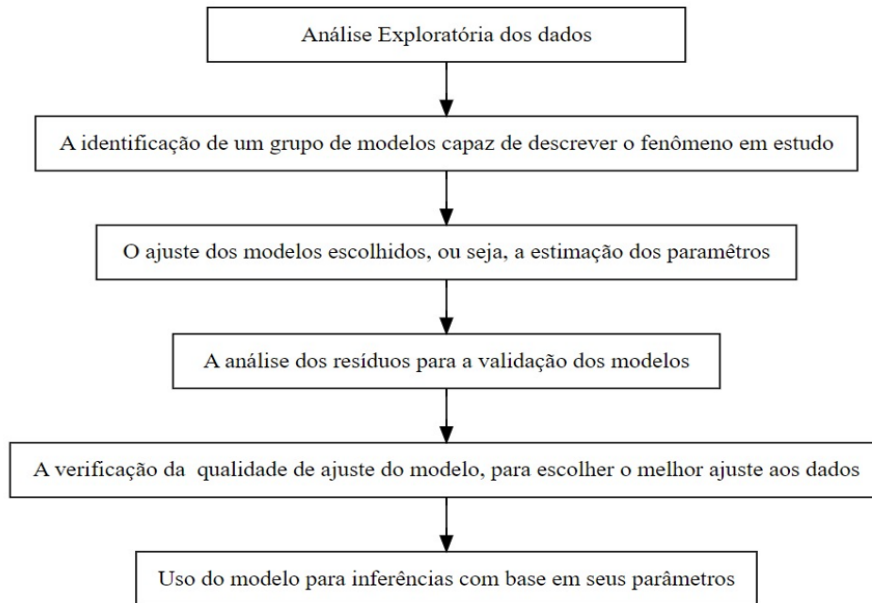 Análise Exploratória dos dados
A identificação de um grupo de modelos capaz de descrever o fenômeno em estudo
O ajuste dos modelos escolhidos, ou seja, a estimação dos paramêtros
A análise dos resíduos para a validação dos modelos
A verificação da  qualidade de ajuste do modelo, para escolher o melhor ajuste aos dados
Uso do modelo para inferências com base em seus parâmetros